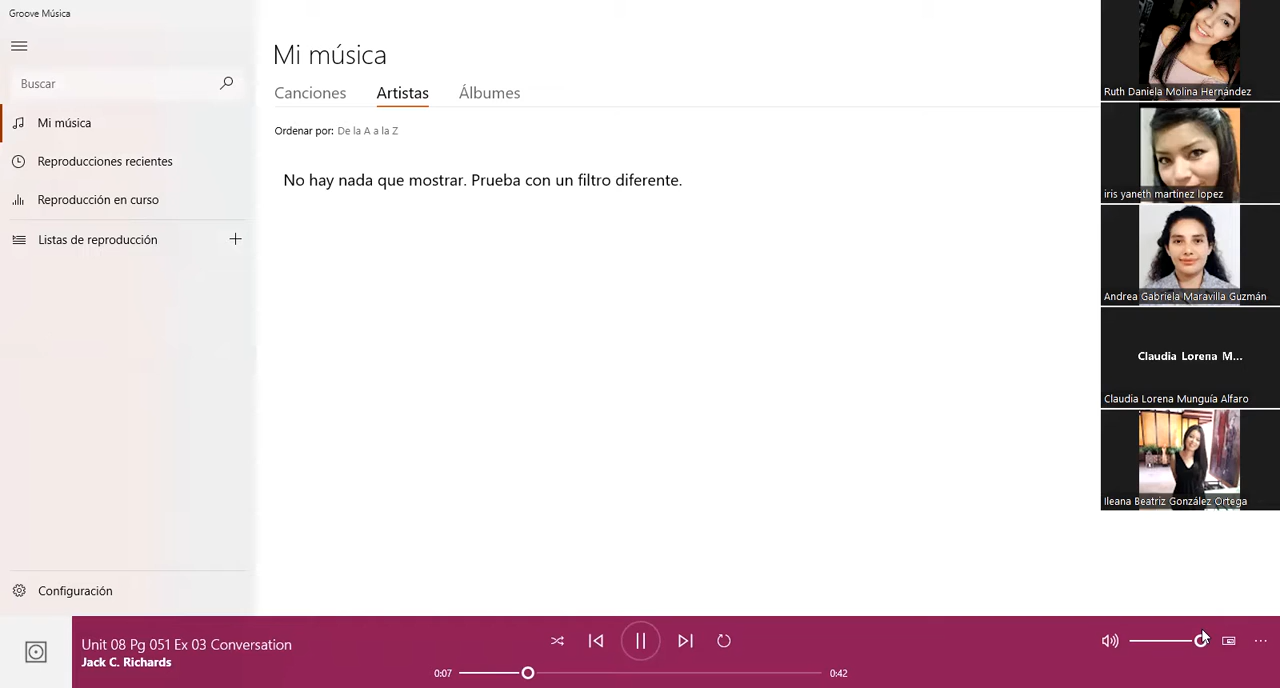 Groove Música
Buscar
Mi música
Reproducciones recientes
Reproducción en curso
Listas de reproducción
Configuración
Mi música
Canciones Artistas Álbumes
Ordenar por: De la A a la Z
No hay nada que mostrar. Prueba con un filtro diferente.
Ruth Daniela Molina Hernández
iris yaneth martinez lopez
Andrea Gabriela Maravilla Guzmán
Claudia Lorena M...
Claudia Lorena Munguía Alfaro
Ileana Beatriz González Ortega
Unit 08 Pg 051 Ex 03 Conversation
Jack C. Richards
0:07
0:42